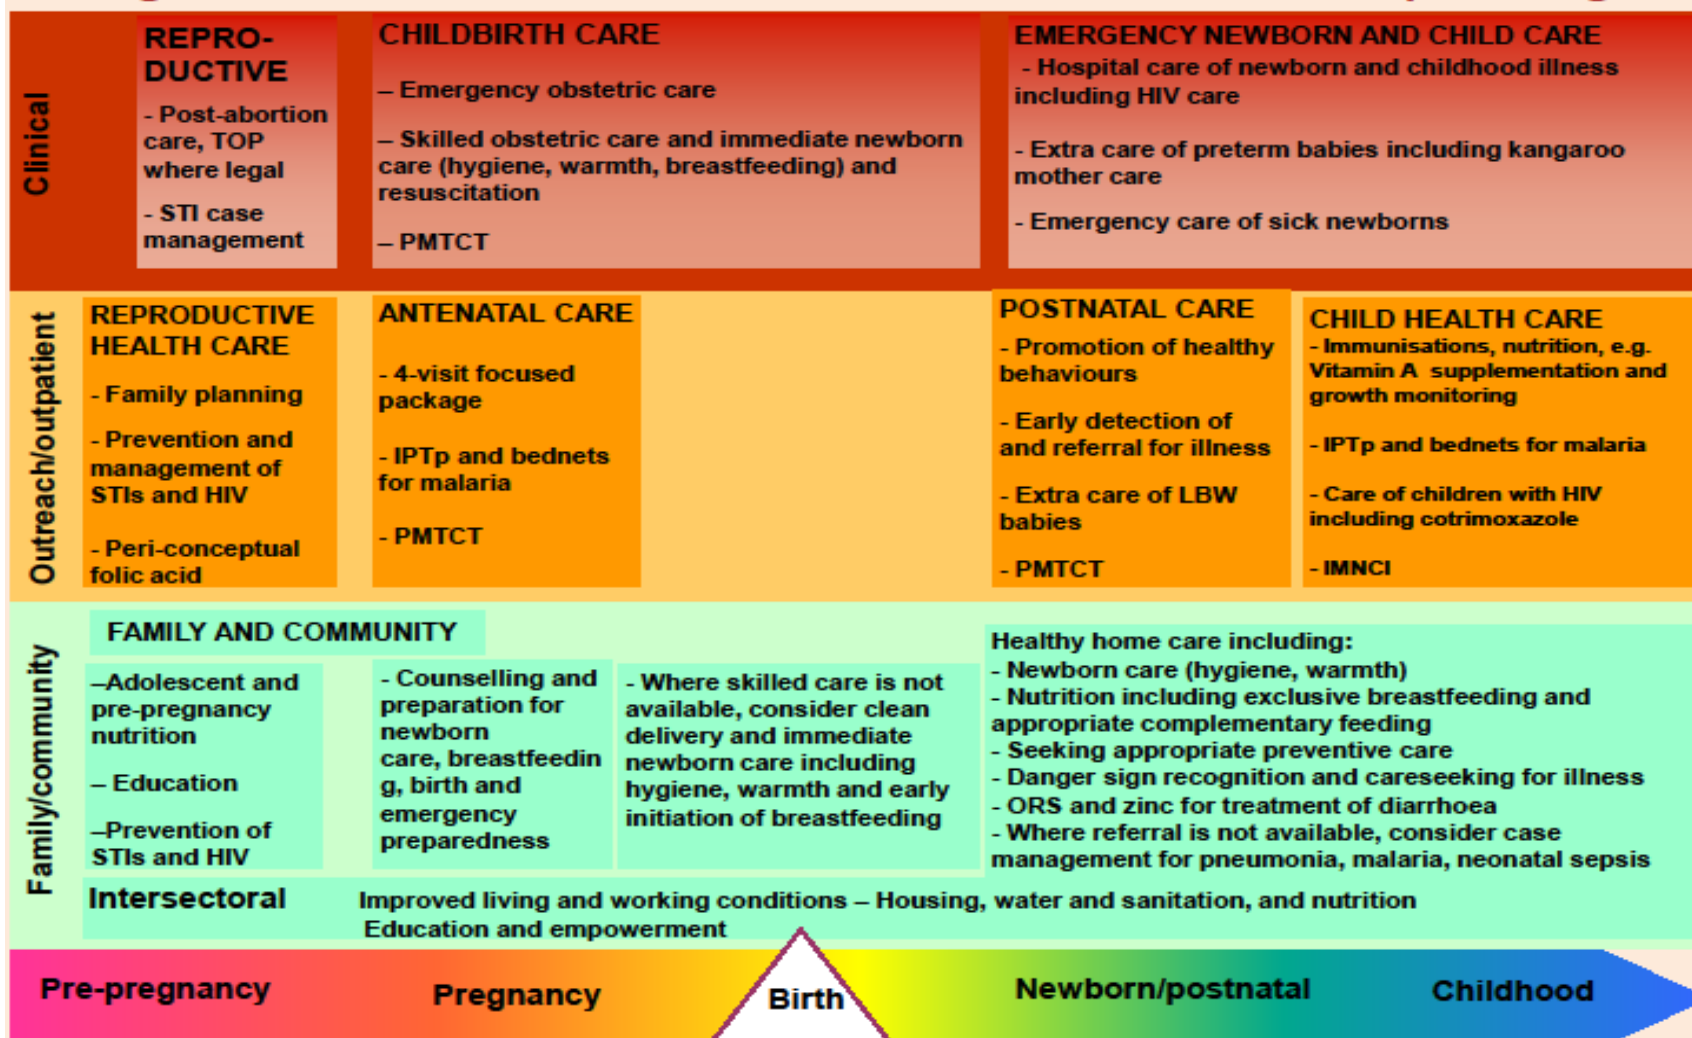 Clinical
REPRO-
DUCTIVE
- Post-abortion
care, TOP
where legal
- STI case
management
CHILDBIRTH CARE
– Emergency obstetric care
– Skilled obstetric care and immediate newborn
care (hygiene, warmth, breastfeeding) and
resuscitation
– PMTCT
EMERGENCY NEWBORN AND CHILD CARE
- Hospital care of newborn and childhood illness
including HIV care
- Extra care of preterm babies including kangaroo
mother care
- Emergency care of sick newborns
Outreach/outpatient
REPRODUCTIVE
HEALTH CARE
- Family planning
- Prevention and
management of
STIs and HIV
- Peri-conceptual
folic acid
ANTENATAL CARE
- 4-visit focused
package
- IPTp and bednets
for malaria
- PMTCT
POSTNATAL CARE
- Promotion of healthy
behaviours
- Early detection of
and referral for illness
- Extra care of LBW
babies
- PMTCT
CHILD HEALTH CARE
- Immunisations, nutrition, e.g.
Vitamin A supplementation and
growth monitoring
- IPTp and bednets for malaria
- Care of children with HIV
including cotrimoxazole
- IMNCI
Family/community
FAMILY AND COMMUNITY
–Adolescent and
pre-pregnancy
nutrition
– Education
–Prevention of
STIs and HIV
- Counselling and
preparation for
newborn
care, breastfeedin
g, birth and
emergency
preparedness
- Where skilled care is not
available, consider clean
delivery and immediate
newborn care including
hygiene, warmth and early
initiation of breastfeeding
Healthy home care including:
- Newborn care (hygiene, warmth)
- Nutrition including exclusive breastfeeding and
appropriate complementary feeding
- Seeking appropriate preventive care
- Danger sign recognition and careseeking for illness
- ORS and zinc for treatment of diarrhoea
- Where referral is not available, consider case
management for pneumonia, malaria, neonatal sepsis
Intersectoral
Improved living and working conditions – Housing, water and sanitation, and nutrition
Education and empowerment
Pre-pregnancy
Pregnancy
Birth
Newborn/postnatal
Childhood